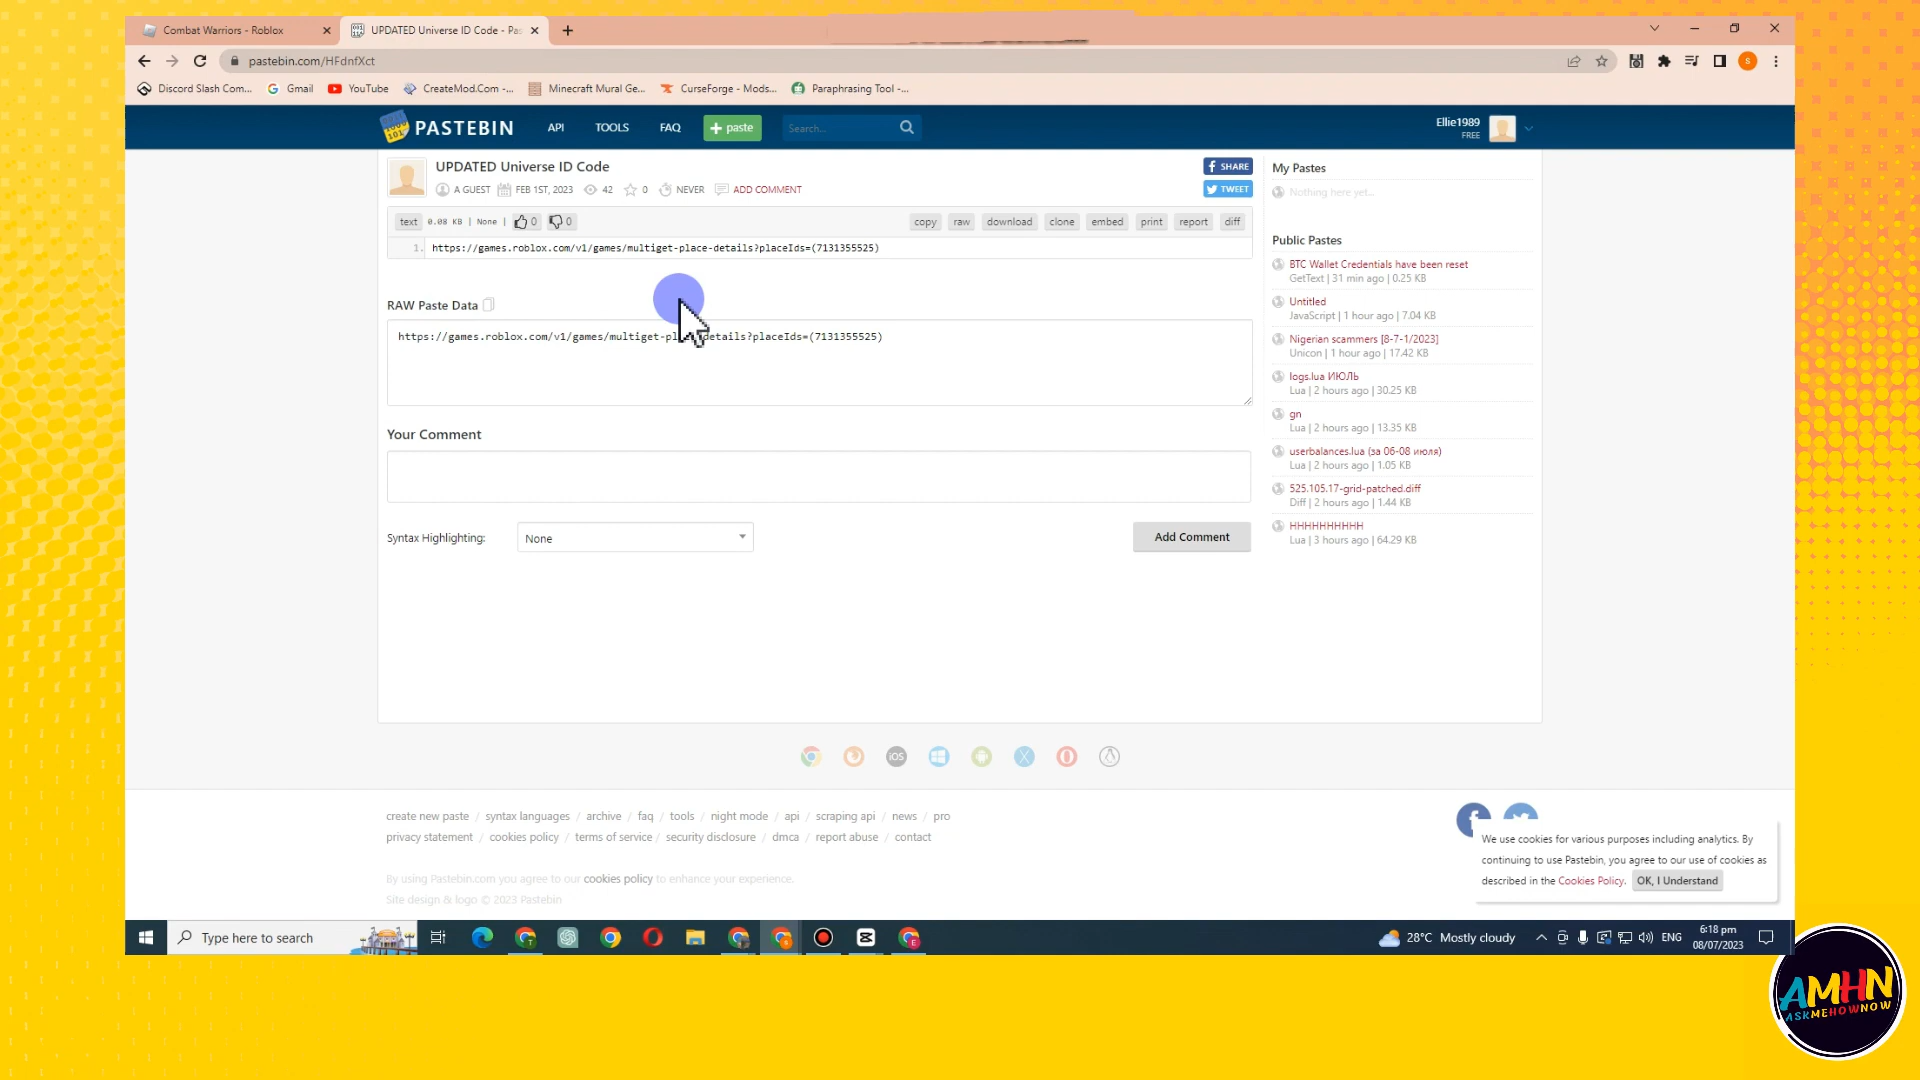 Combat Warriors - Roblox
UPDATED Universe ID Code - Pas
pastebin.com/HFdnfXct
S
Discord Slash Com...
Gmail
YouTube
CreateMod.Com -...
Minecraft Mural Ge...
CurseForge - Mods...
Paraphrasing Tool -...
PASTEBIN
API
TOOLS
FAQ
+ paste
Search...
Ellie1989
FREE
UPDATED Universe ID Code
A GUEST FEB 1ST, 2023 42 0 NEVER ADD COMMENT
SHARE
TWEET
text 0.08 KB | None | 0 0
copy raw download clone embed print report diff
1. https://games.roblox.com/v1/games/multiget-place-details?placeIds=(7131355525)
RAW Paste Data
https://games.roblox.com/v1/games/multiget-pl details?placeIds=(7131355525)
Your Comment
Syntax Highlighting:
None
Add Comment
My Pastes
Nothing here yet...
Public Pastes
BTC Wallet Credentials have been reset
GetText | 31 min ago | 0.25 KB
Untitled
JavaScript | 1 hour ago | 7.04 KB
Nigerian scammers [8-7-1/2023]
Unicon | 1 hour ago | 17.42 KB
logs.lua ИЮЛЬ
Lua | 2 hours ago | 30.25 KB
gn
Lua | 2 hours ago | 13.35 KB
userbalances.lua (за 06-08 июля)
Lua | 2 hours ago | 1.05 KB
525.105.17-grid-patched.diff
Diff | 2 hours ago | 1.44 KB
HHHHHHHHHH
Lua | 3 hours ago | 64.29 KB
iOS
create new paste / syntax languages / archive / faq / tools / night mode / api / scraping api / news / pro
privacy statement / cookies policy / terms of service / security disclosure / dmca / report abuse / contact
By using Pastebin.com you agree to our cookies policy to enhance your experience.
Site design & logo © 2023 Pastebin
We use cookies for various purposes including analytics. By
continuing to use Pastebin, you agree to our use of cookies as
described in the Cookies Policy. OK, I Understand
Type here to search
28°C Mostly cloudy
ENG
6:18 pm
08/07/2023
AMHN
ASKMEHOWNOW